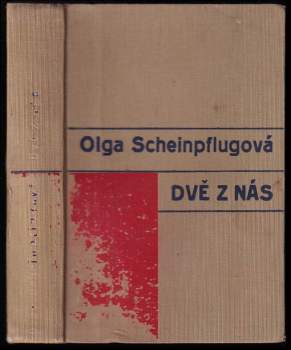 Olga Scheinpflugová
DVĚ Z NÁS